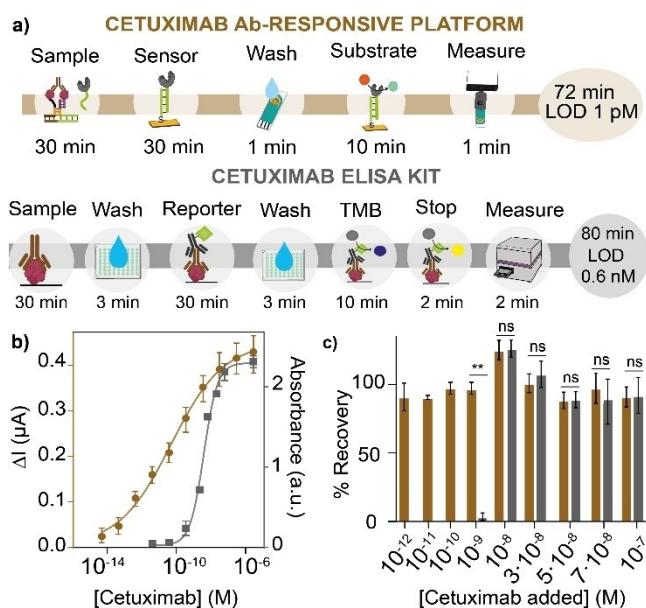 a) CETUXIMAB Ab-RESPONSIVE PLATFORM
Sample Sensor Wash Substrate Measure
72 min
LOD 1 pM
30 min 30 min 1 min 10 min 1 min
CETUXIMAB ELISA KIT
Sample Wash Reporter Wash TMB Stop Measure
80 min
LOD
0.6 nM
30 min 3 min 30 min 3 min 10 min 2 min 2 min
b)
ΔI (µA)
0.4
0.3
0.2
0.1
0.0
Absorbance (a.u.)
2
1
0
10⁻¹⁴ 10⁻¹⁰ 10⁻⁶
[Cetuximab] (M)
c)
% Recovery
100
50
0
** ns ns ns ns ns
10⁻¹² 10⁻¹¹ 10⁻¹⁰ 10⁻⁹ 10⁻⁸ 3·10⁻⁸ 5·10⁻⁸ 7·10⁻⁸ 10⁻⁷
[Cetuximab added] (M)